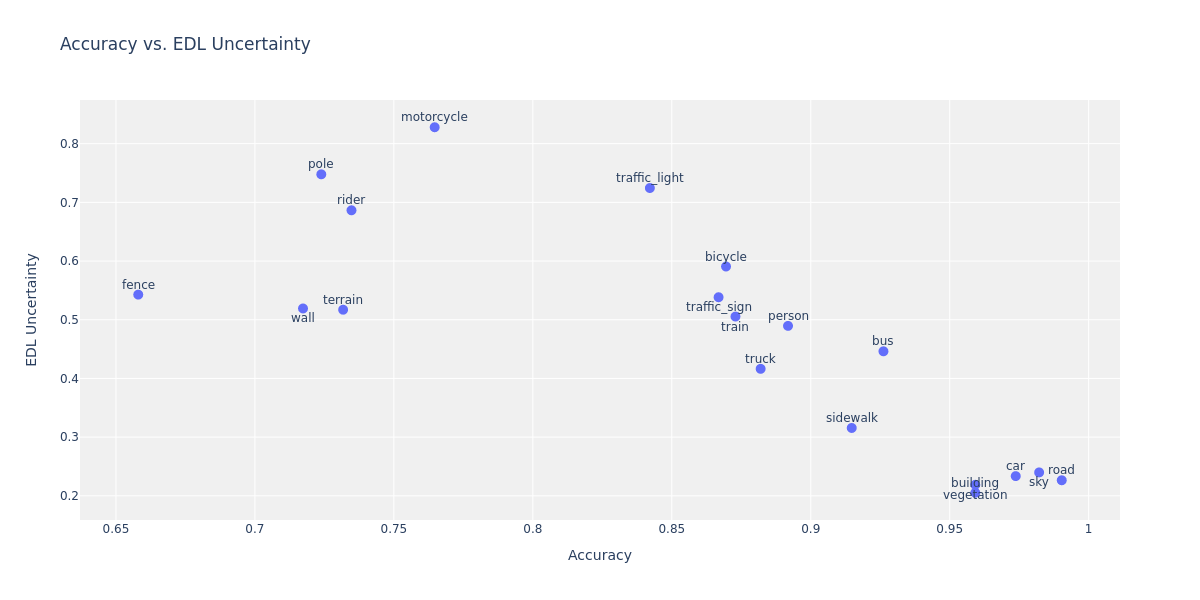 Accuracy vs. EDL Uncertainty
motorcycle
0.8
pole
traffic_light
rider
0.7
bicycle
0.6
fence
terrain
traffic_sign
wall
person
0.5
train
bus
truck
0.4
sidewalk
0.3
car
road
building
sky
vegetation
0.2
EDL Uncertainty
0.65 0.7 0.75 0.8 0.85 0.9 0.95 1
Accuracy